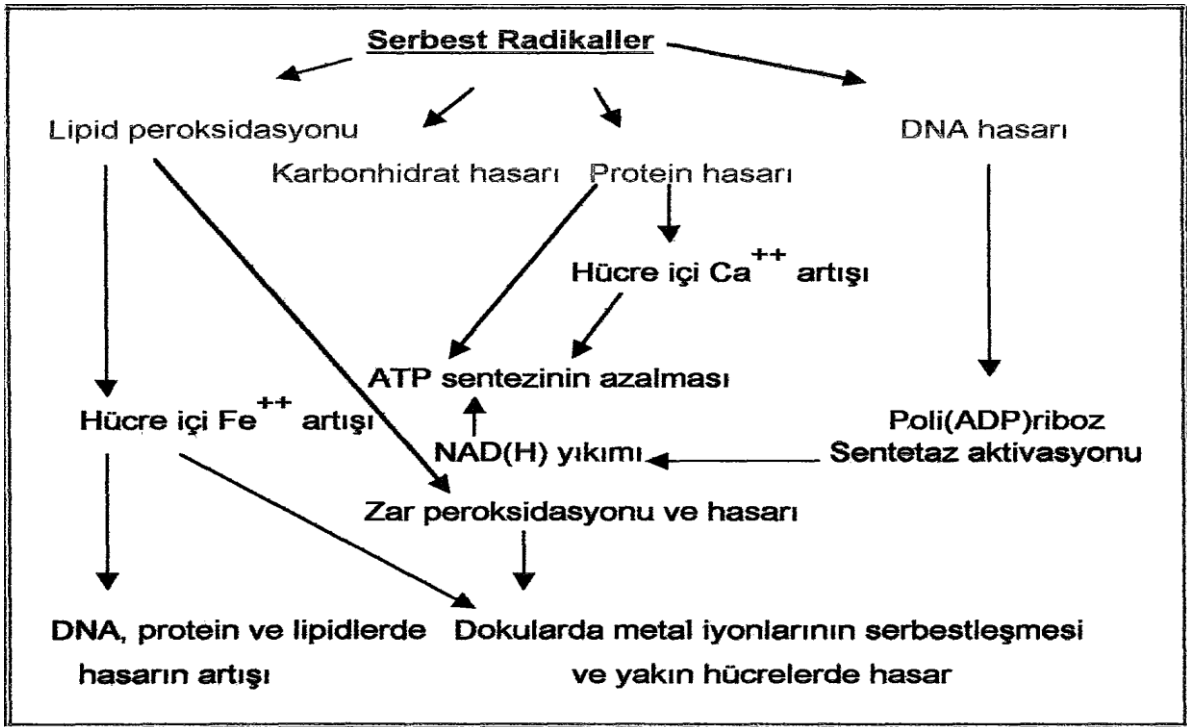 Serbest Radikaller
Lipid peroksidasyonu
DNA hasarı
Karbonhidrat hasarı
Protein hasarı
Hücre içi Ca++ artışı
ATP sentezinin azalması
Hücre içi Fe++ artışı
Poli(ADP)riboz
NAD(H) yıkımı
Sentetaz aktivasyonu
Zar peroksidasyonu ve hasarı
DNA, protein ve lipidlerde
hasarın artışı
Dokularda metal iyonlarının serbestleşmesi
ve yakın hücrelerde hasar